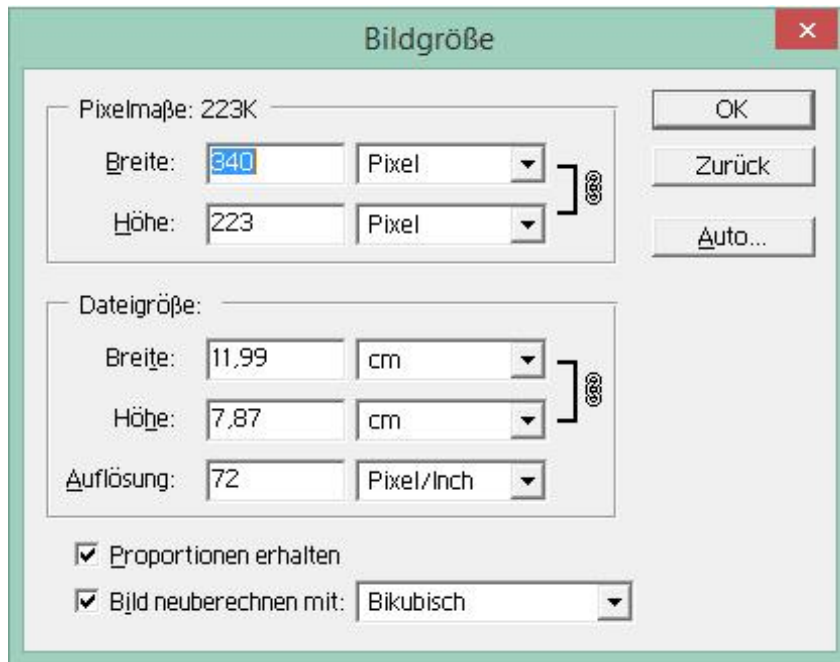 Bildgröße
Pixelmaße: 223K
Breite: 340 Pixel
Höhe: 223 Pixel
OK
Zurück
Auto...
Dateigröße:
Breite: 11,99 cm
Höhe: 7,87 cm
Auflösung: 72 Pixel/Inch
Proportionen erhalten
Bild neuberechnen mit: Bikubisch